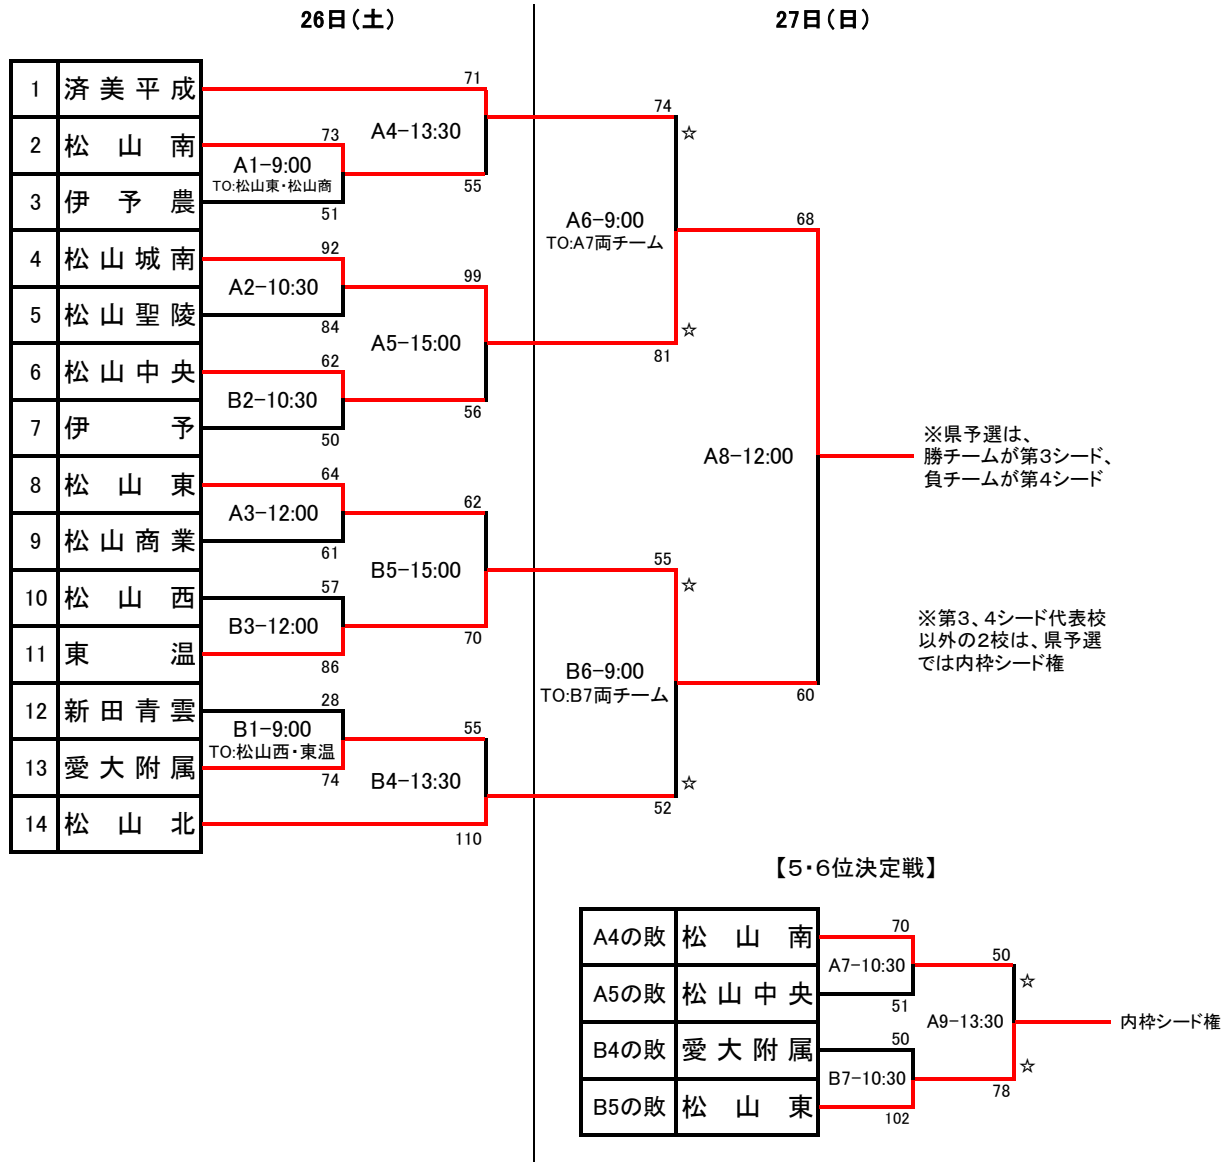 26日（土）
27日（日）
1 済美平成
2 松山南
3 伊予農
4 松山城南
5 松山聖陵
6 松山中央
7 伊予
8 松山東
9 松山商業
10 松山西
11 東温
12 新田青雲
13 愛大附属
14 松山北
71
A4-13:30
55
73
A1-9:00
TO:松山東・松山商
51
92
A2-10:30
84
99
A5-15:00
56
62
B2-10:30
50
64
A3-12:00
61
62
B5-15:00
70
57
B3-12:00
86
28
B1-9:00
TO:松山西・東温
74
55
B4-13:30
110
74
☆
A6-9:00
TO:A7両チーム
☆
81
55
☆
B6-9:00
TO:B7両チーム
☆
52
68
A8-12:00
60
※県予選は、
勝チームが第３シード、
負チームが第４シード
※第３、４シード代表校
以外の２校は、県予選
では内枠シード権
【５・６位決定戦】
A4の敗 松山南
A5の敗 松山中央
B4の敗 愛大附属
B5の敗 松山東
70
A7-10:30
51
50
B7-10:30
102
50
☆
A9-13:30
☆
78
内枠シード権